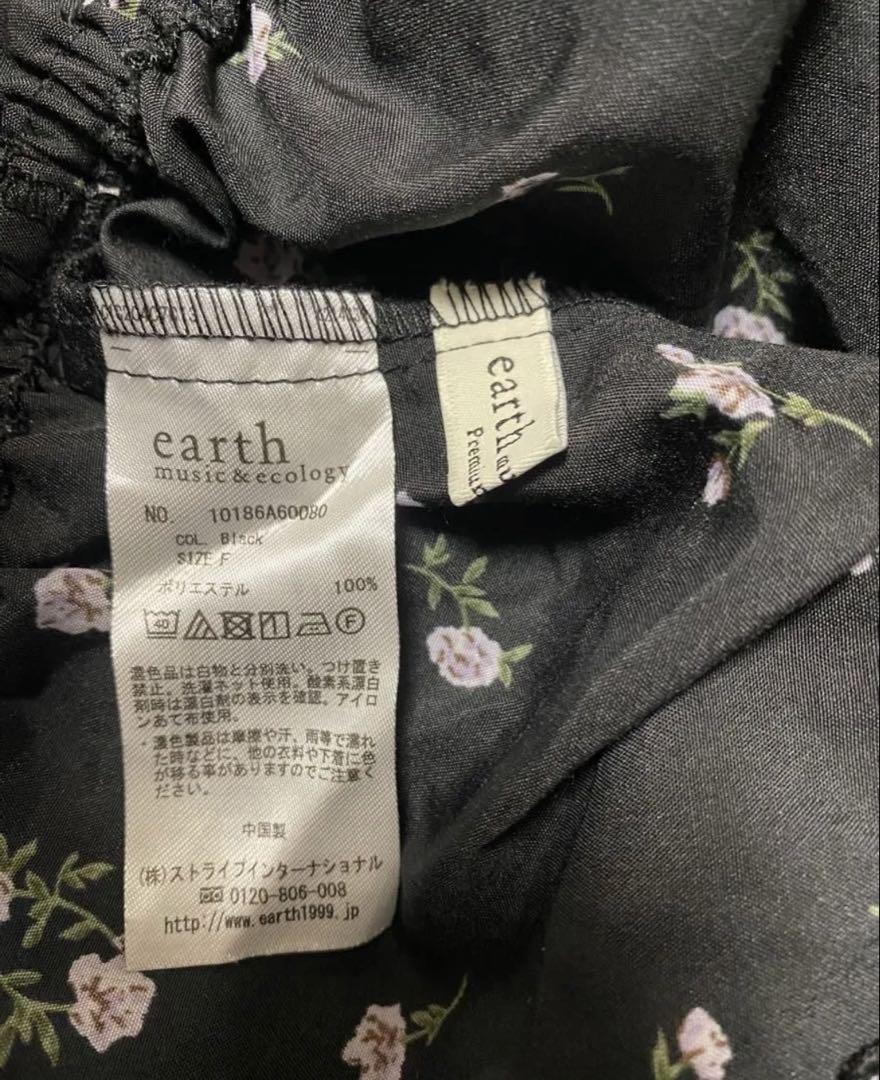 earth
music&ecology
NO. 10186A60080
COL. Black
SIZE F
ポリエステル 100%
40
F
濃色品は白物と分別洗い。つけ置き
禁止。洗濯ネット使用。酸素系漂白
剤時は漂白剤の表示を確認。アイロ
ンあて布使用。
・濃色製品は摩擦や汗、雨等で濡れ
た時などに、他の衣料や下着に色
が移る事がありますのでご注意く
ださい。
中国製
(株)ストライプインターナショナル
0120-806-008
http://www.earth1999.jp
earth